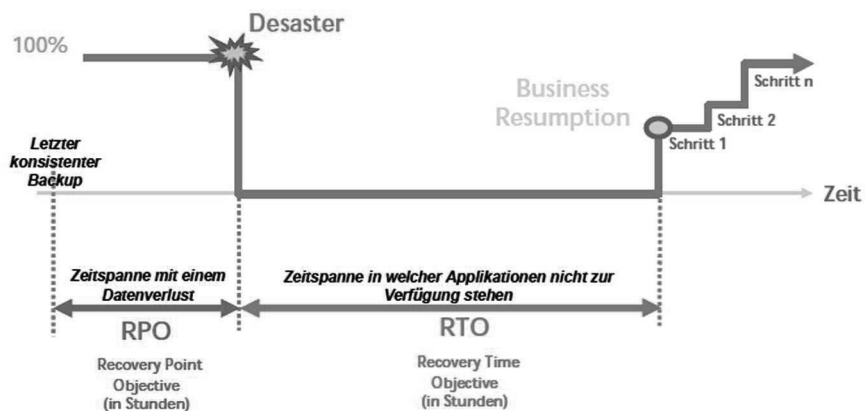 Desaster
100%
Business
Resumption
Schritt n
Schritt 2
Schritt 1
Letzter
konsistenter
Backup
Zeit
Zeitspanne mit einem
Datenverlust
Zeitspanne in welcher Applikationen nicht zur
Verfügung stehen
RPO
RTO
Recovery Point
Objective
(in Stunden)
Recovery Time
Objective
(in Stunden)